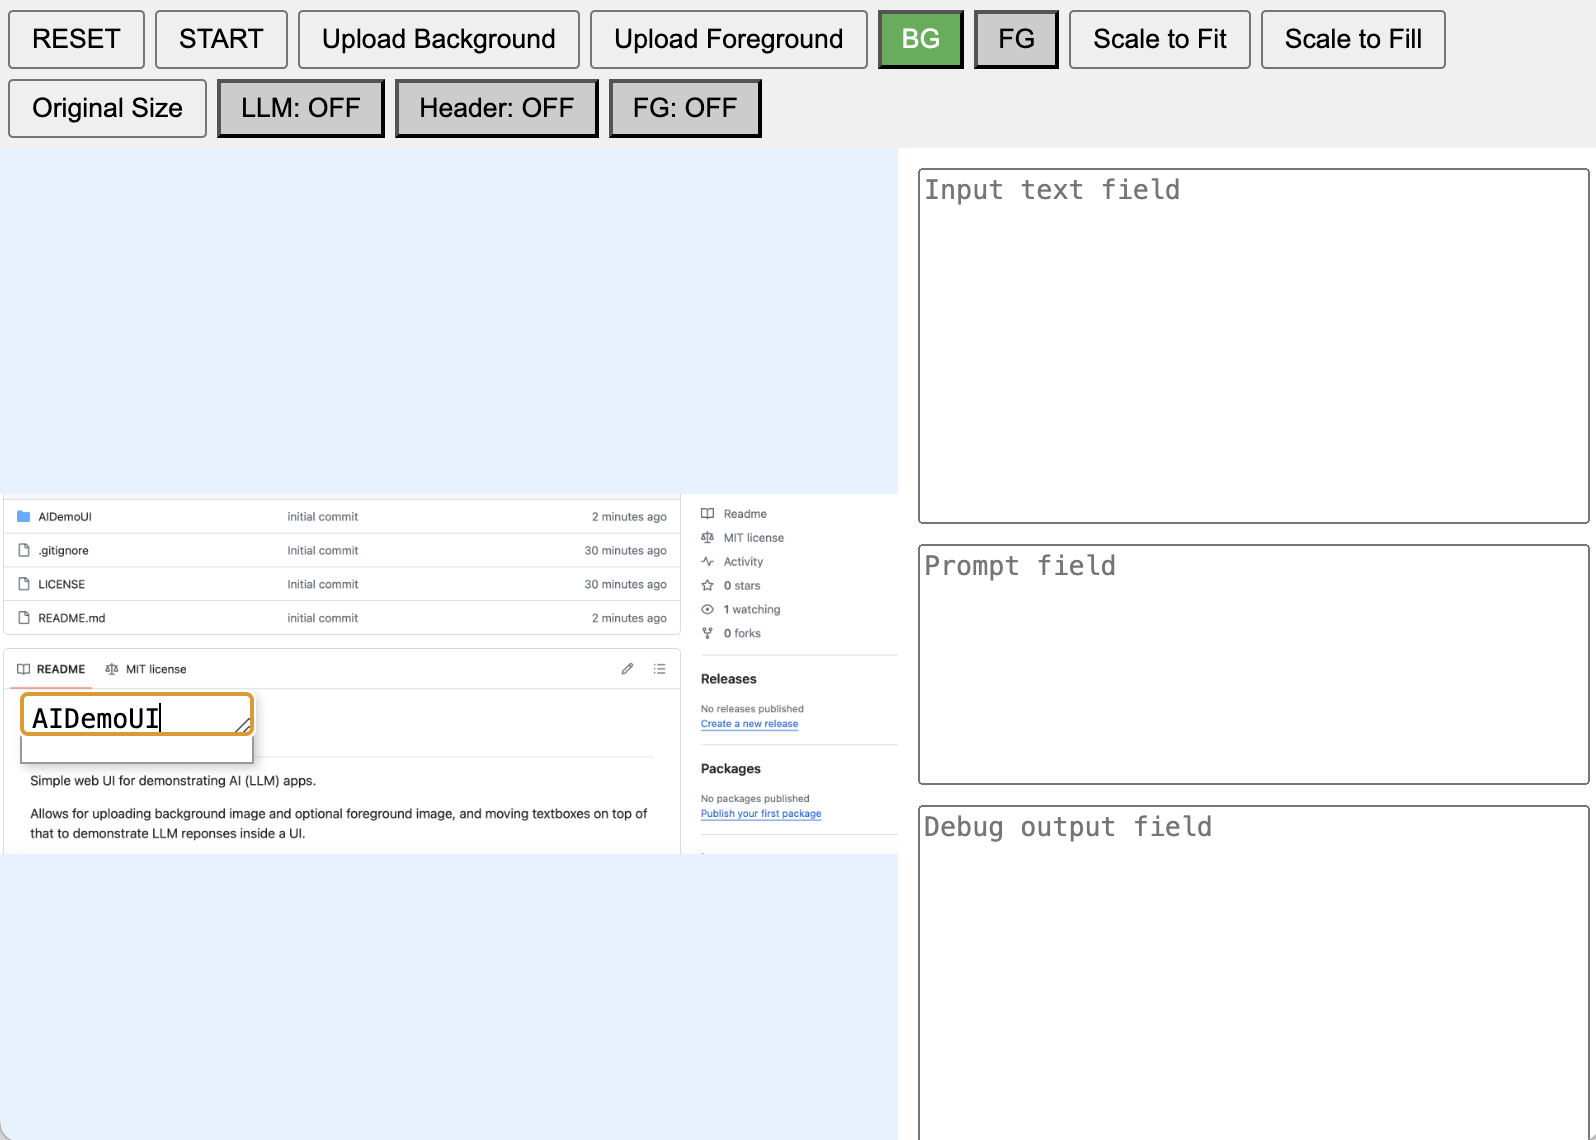 RESET START Upload Background Upload Foreground BG FG Scale to Fit Scale to Fill
Original Size LLM: OFF Header: OFF FG: OFF
Input text field
AIDemoUI initial commit 2 minutes ago
.gitignore Initial commit 30 minutes ago
LICENSE Initial commit 30 minutes ago
README.md initial commit 2 minutes ago
README MIT license
AIDemoUI
Simple web UI for demonstrating AI (LLM) apps.
Allows for uploading background image and optional foreground image, and moving textboxes on top of
that to demonstrate LLM reponses inside a UI.
Readme
MIT license
Activity
0 stars
1 watching
0 forks
Releases
No releases published
Create a new release
Packages
No packages published
Publish your first package
Prompt field
Debug output field